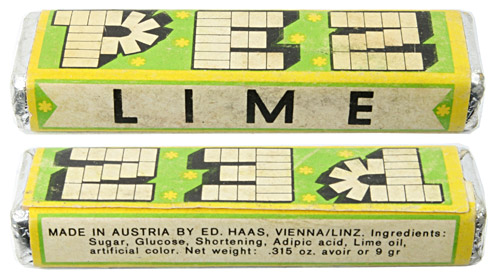 PEZ
LIME
PEZ
MADE IN AUSTRIA BY ED. HAAS, VIENNA/LINZ. Ingredients:
Sugar, Glucose, Shortening, Adipic acid, Lime oil,
artificial color. Net weight: .315 oz. avoir or 9 gr